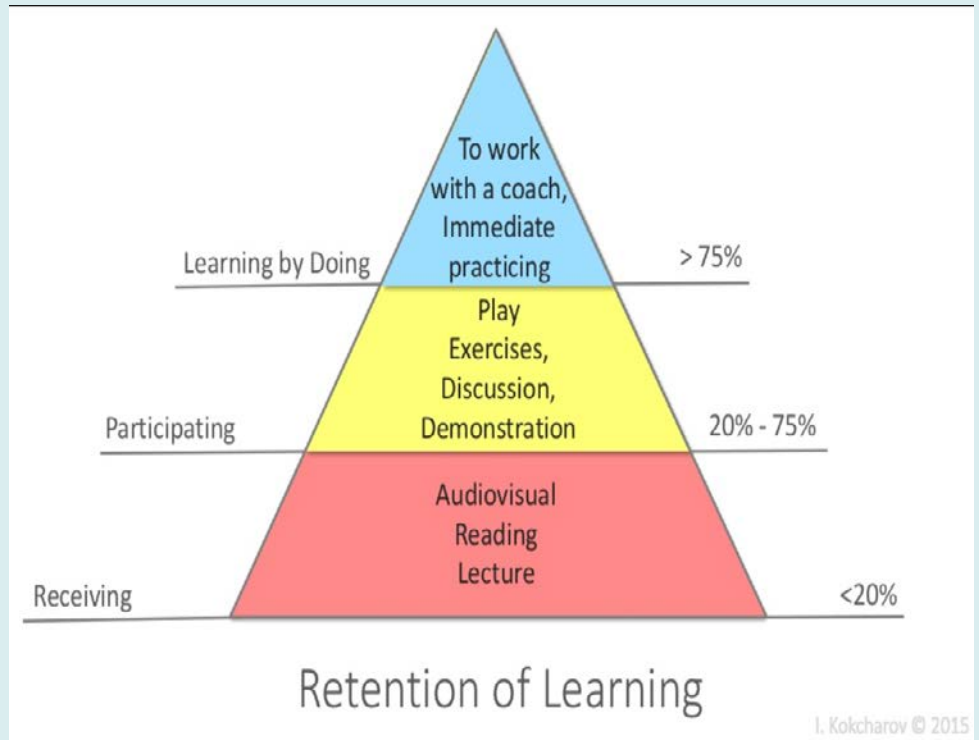 To work
with a coach,
Immediate
practicing
Learning by Doing
> 75%
Play
Exercises,
Discussion,
Demonstration
Participating
20% - 75%
Audiovisual
Reading
Lecture
Receiving
<20%
Retention of Learning
I. Kokcharov © 2015